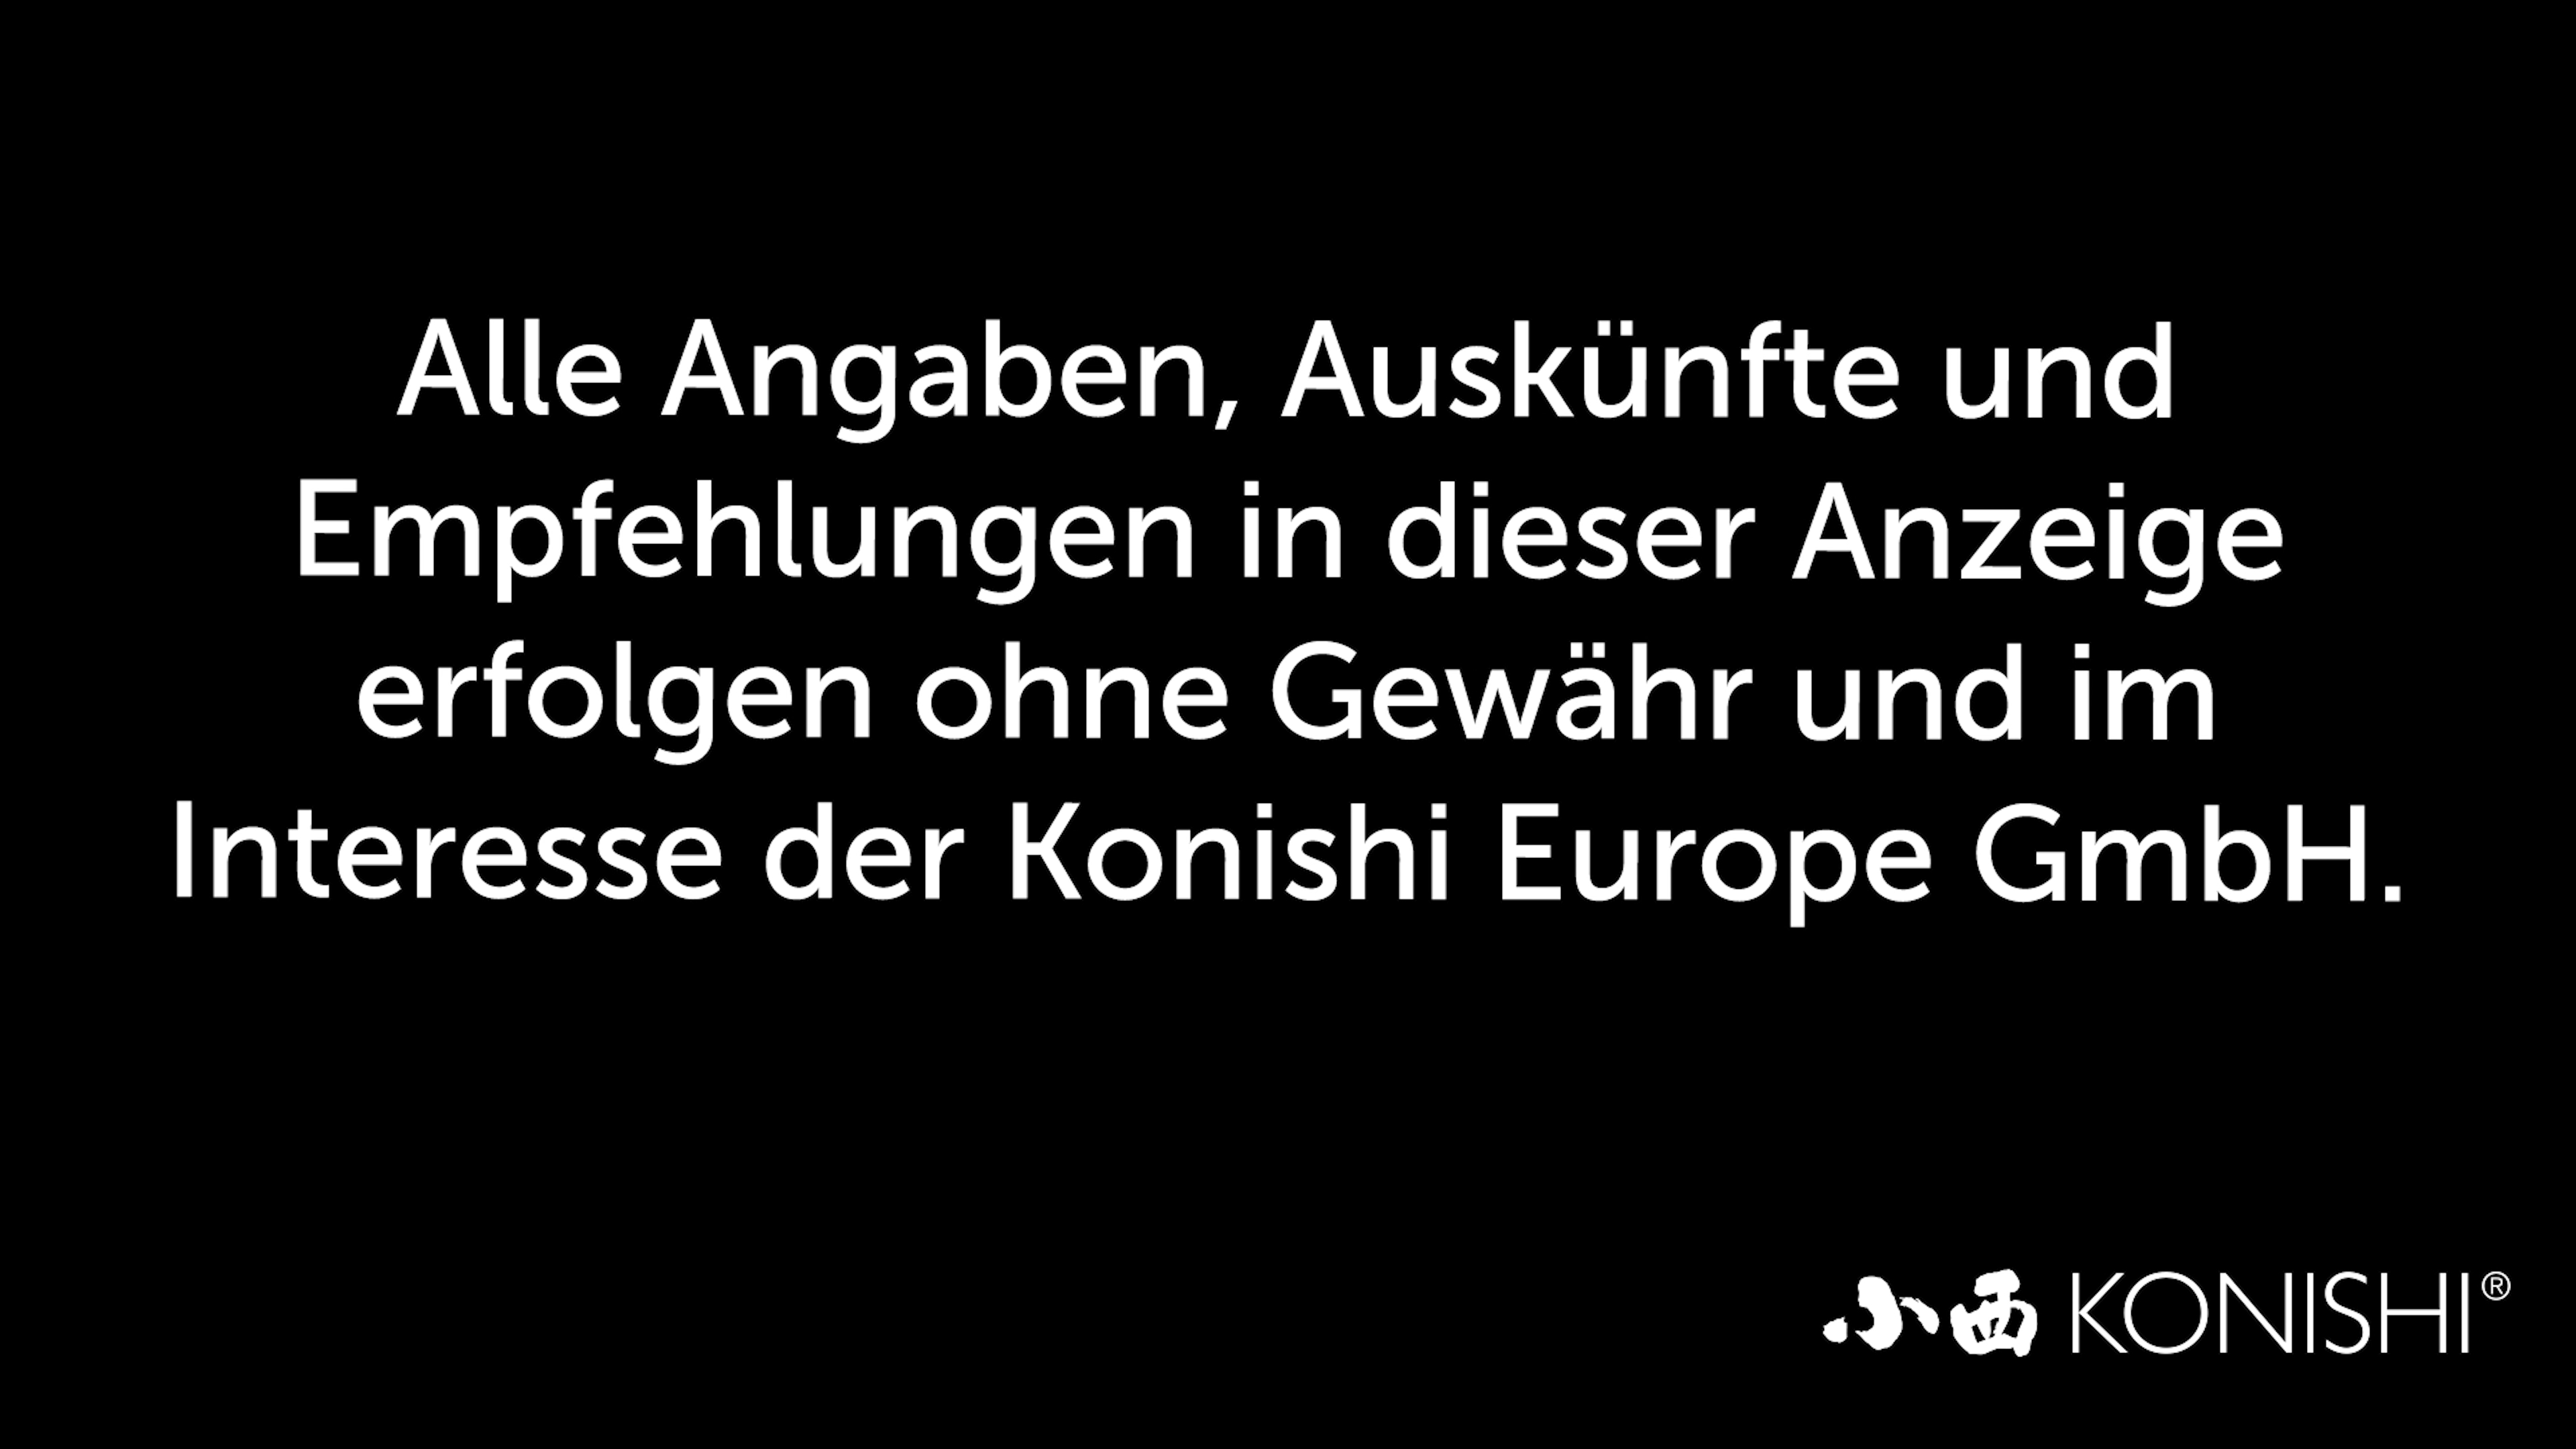 Alle Angaben, Auskünfte und
Empfehlungen in dieser Anzeige
erfolgen ohne Gewähr und im
Interesse der Konishi Europe GmbH.
小西 KONISHI®